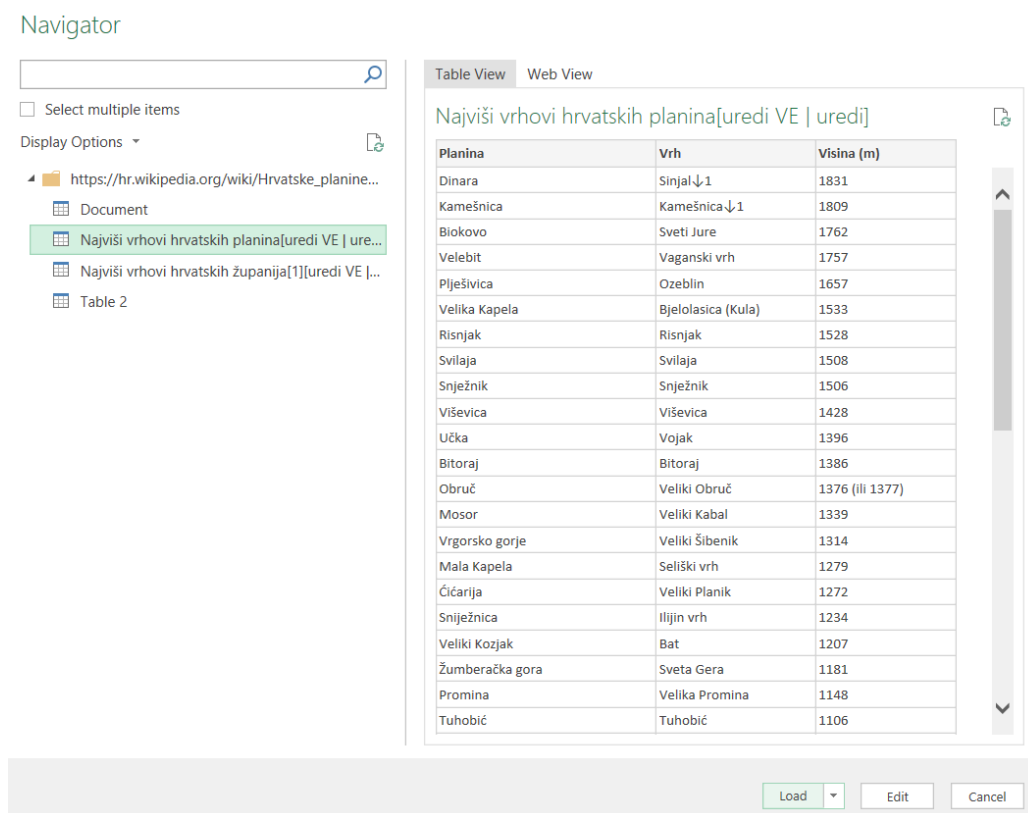 Navigator
Select multiple items
Display Options
https://hr.wikipedia.org/wiki/Hrvatske_planine...
Document
Najviši vrhovi hrvatskih planina[uredi VE | ure...
Najviši vrhovi hrvatskih županija[1][uredi VE |...
Table 2
Table View Web View
Najviši vrhovi hrvatskih planina[uredi VE | uredi]
Planina Vrh Visina (m)
Dinara Sinjal↓1 1831
Kamešnica Kamešnica↓1 1809
Biokovo Sveti Jure 1762
Velebit Vaganski vrh 1757
Plješivica Ozeblin 1657
Velika Kapela Bjelolasica (Kula) 1533
Risnjak Risnjak 1528
Svilaja Svilaja 1508
Snježnik Snježnik 1506
Viševica Viševica 1428
Učka Vojak 1396
Bitoraj Bitoraj 1386
Obruč Veliki Obruč 1376 (ili 1377)
Mosor Veliki Kabal 1339
Vrgorsko gorje Veliki Šibenik 1314
Mala Kapela Seliški vrh 1279
Ćićarija Veliki Planik 1272
Sniježnica Ilijin vrh 1234
Veliki Kozjak Bat 1207
Žumberačka gora Sveta Gera 1181
Promina Velika Promina 1148
Tuhobić Tuhobić 1106
Load Edit Cancel